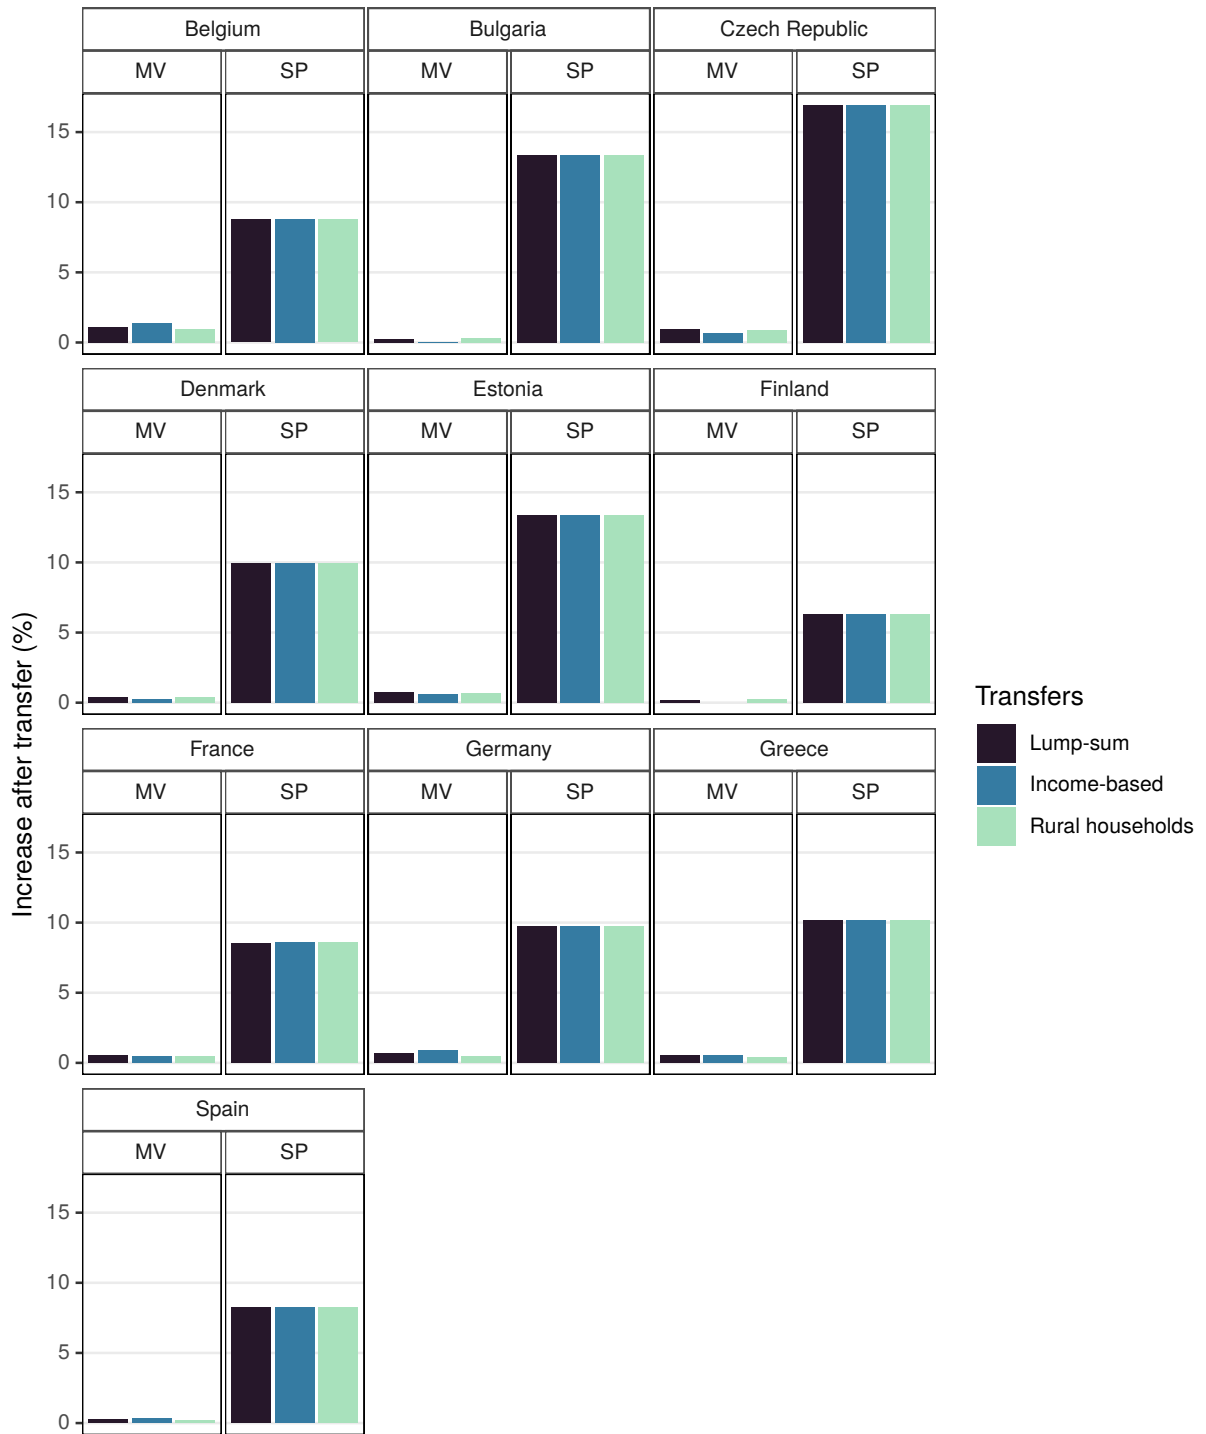 Belgium Bulgaria Czech Republic
MV SP MV SP MV SP
15
10
5
0
Denmark Estonia Finland
MV SP MV SP MV SP
15
10
5
0
France Germany Greece
MV SP MV SP MV SP
15
10
5
0
Spain
MV SP
15
10
5
0
Increase after transfer (%)
Transfers
Lump-sum
Income-based
Rural households